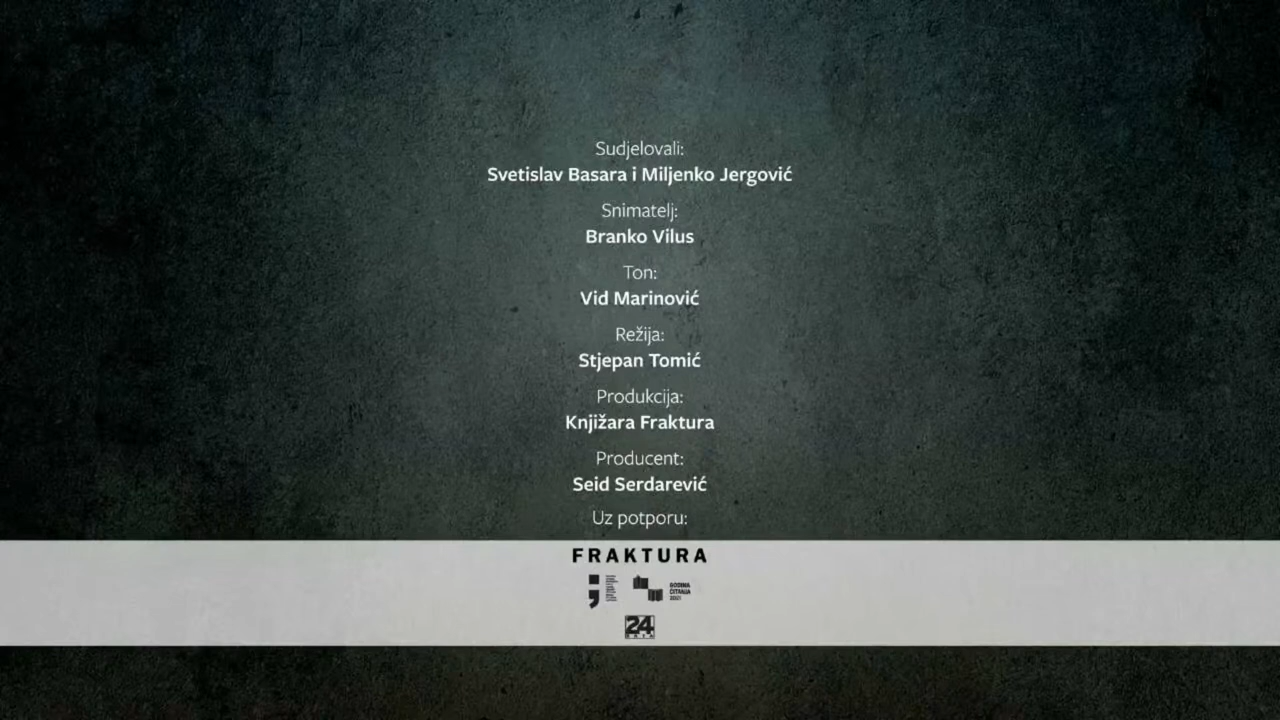 Sudjelovali:
Svetislav Basara i Miljenko Jergović
Snimatelj:
Branko Vilus
Ton:
Vid Marinović
Režija:
Stjepan Tomić
Produkcija:
Knjižara Fraktura
Producent:
Seid Serdarević
Uz potporu:
FRAKTURA
GODINA
ČITANJA
2021
24
SATA